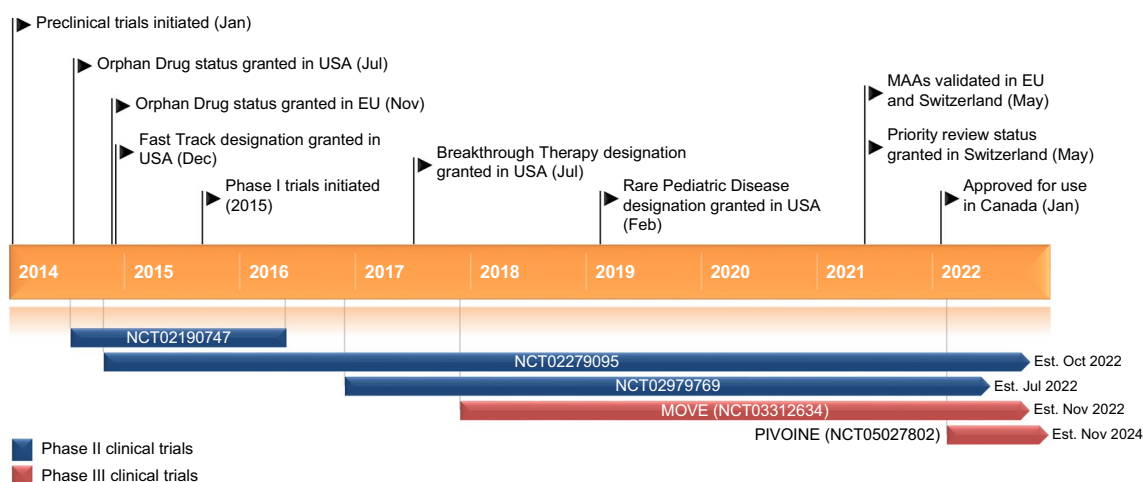 Preclinical trials initiated (Jan)
Orphan Drug status granted in USA (Jul)
Orphan Drug status granted in EU (Nov)
Fast Track designation granted in
USA (Dec)
Phase I trials initiated
(2015)
Breakthrough Therapy designation
granted in USA (Jul)
Rare Pediatric Disease
designation granted in USA
(Feb)
MAAs validated in EU
and Switzerland (May)
Priority review status
granted in Switzerland (May)
Approved for use
in Canada (Jan)
2014 2015 2016 2017 2018 2019 2020 2021 2022
NCT02190747
NCT02279095 Est. Oct 2022
NCT02979769 Est. Jul 2022
MOVE (NCT03312634) Est. Nov 2022
PIVOINE (NCT05027802) Est. Nov 2024
Phase II clinical trials
Phase III clinical trials